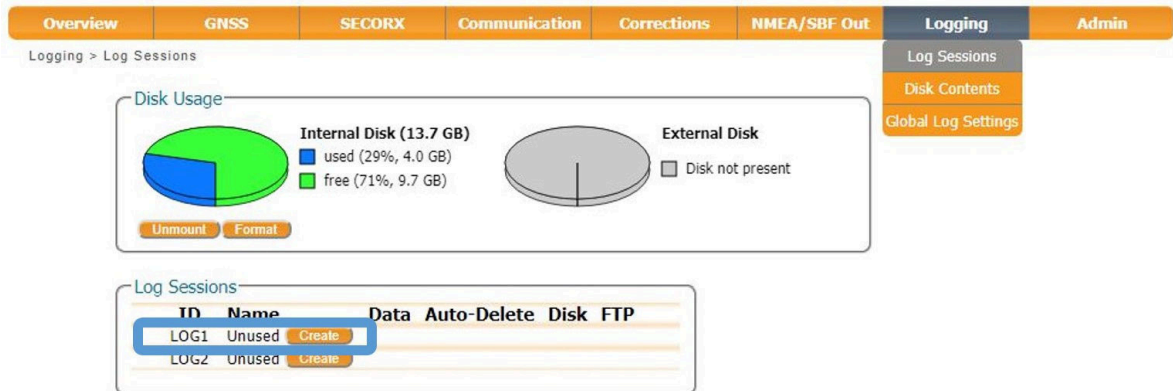 Overview GNSS SECORX Communication Corrections NMEA/SBF Out Logging Admin
Logging > Log Sessions
Log Sessions
Disk Contents
Global Log Settings
Disk Usage
Internal Disk (13.7 GB)
used (29%, 4.0 GB)
free (71%, 9.7 GB)
External Disk
Disk not present
Unmount Format
Log Sessions
ID Name Data Auto-Delete Disk FTP
LOG1 Unused Create
LOG2 Unused Create